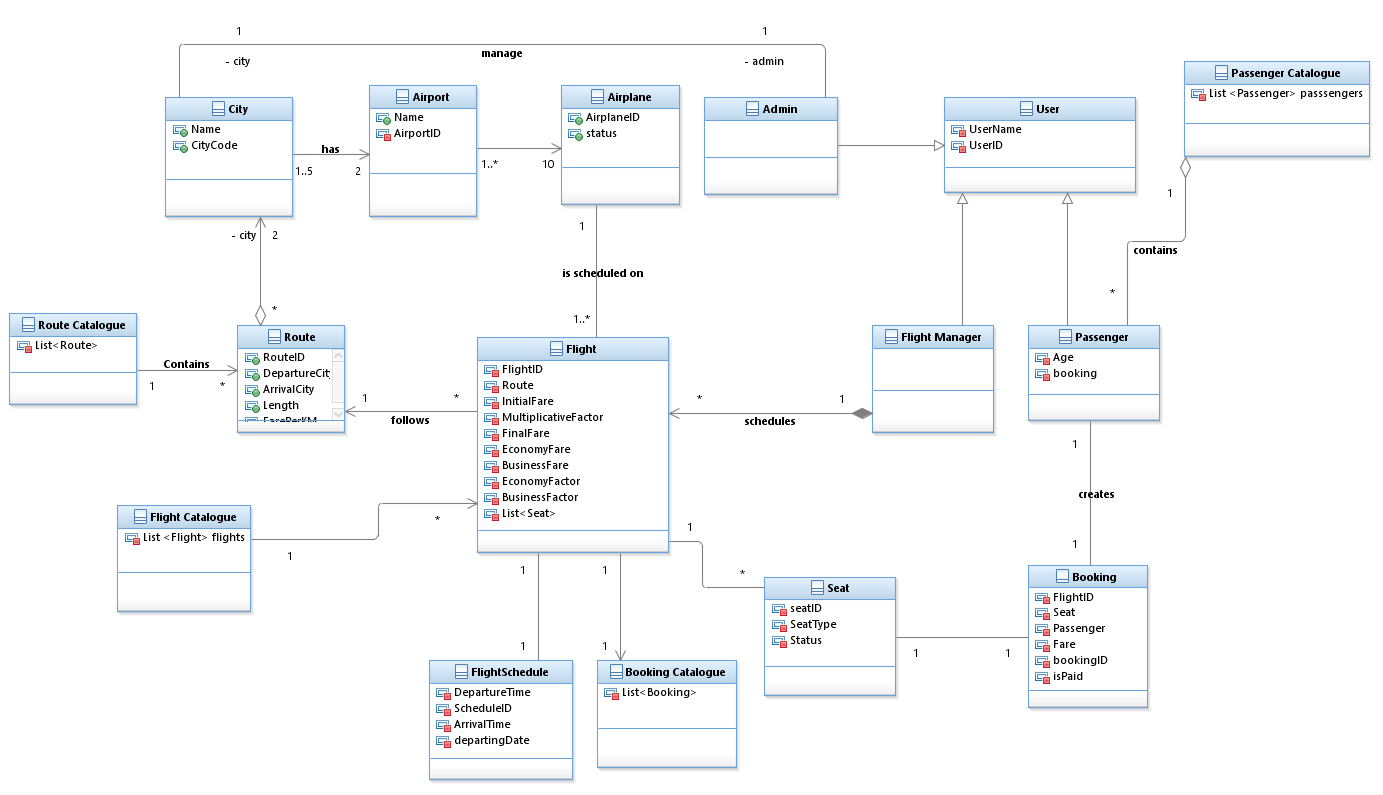 1
1
manage
- city
- admin
Passenger Catalogue
List <Passenger> passsengers
City
Name
CityCode
Airport
Name
AirportID
Airplane
AirplaneID
status
Admin
User
UserName
UserID
has
1..5
2
1..*
10
1
contains
*
- city
2
*
1
is scheduled on
1..*
Route Catalogue
List<Route>
Contains
1
*
Route
RouteID
DepartureCity
ArrivalCity
Length
FarePerKM
1
*
follows
Flight
FlightID
Route
InitialFare
MultiplicativeFactor
FinalFare
EconomyFare
BusinessFare
EconomyFactor
BusinessFactor
List<Seat>
*
1
schedules
Flight Manager
Passenger
Age
booking
1
creates
1
Flight Catalogue
List <Flight> flights
1
*
1
1
1
*
Seat
seatID
SeatType
Status
1
1
Booking
FlightID
Seat
Passenger
Fare
bookingID
isPaid
1
1
FlightSchedule
DepartureTime
ScheduleID
ArrivalTime
departingDate
Booking Catalogue
List<Booking>